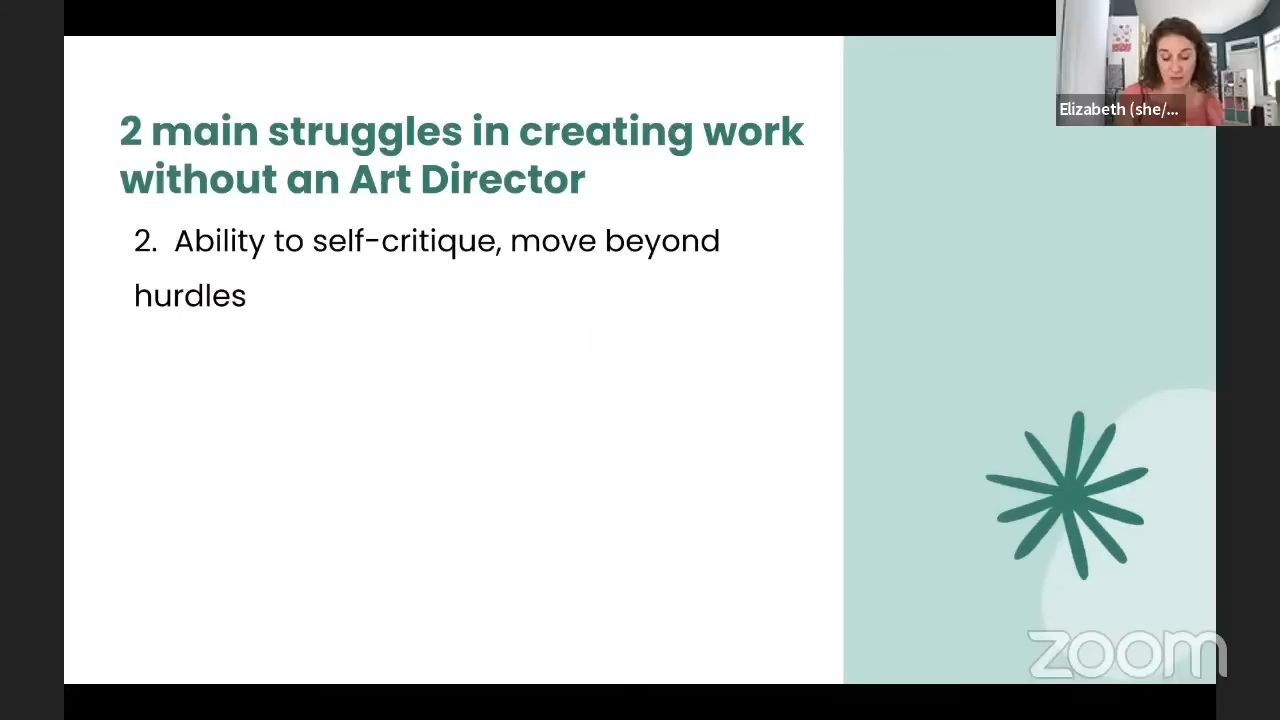 Elizabeth (she/...
2 main struggles in creating work
without an Art Director
2. Ability to self-critique, move beyond
hurdles
zoom